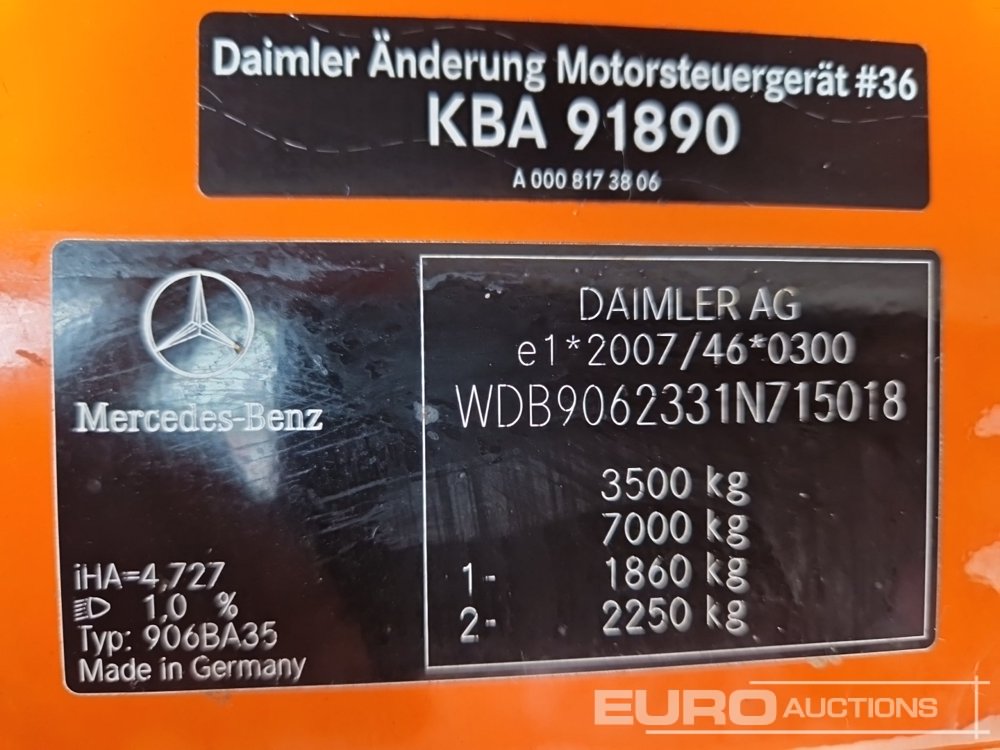 Daimler Änderung Motorsteuergerät #36
KBA 91890
A 000 817 38 06
Mercedes-Benz
iHA=4,727
1,0 %
Typ: 906BA35
Made in Germany
DAIMLER AG
e1*2007/46*0300
WDB9062331N715018
3500 kg
7000 kg
1- 1860 kg
2- 2250 kg
EURO AUCTIONS